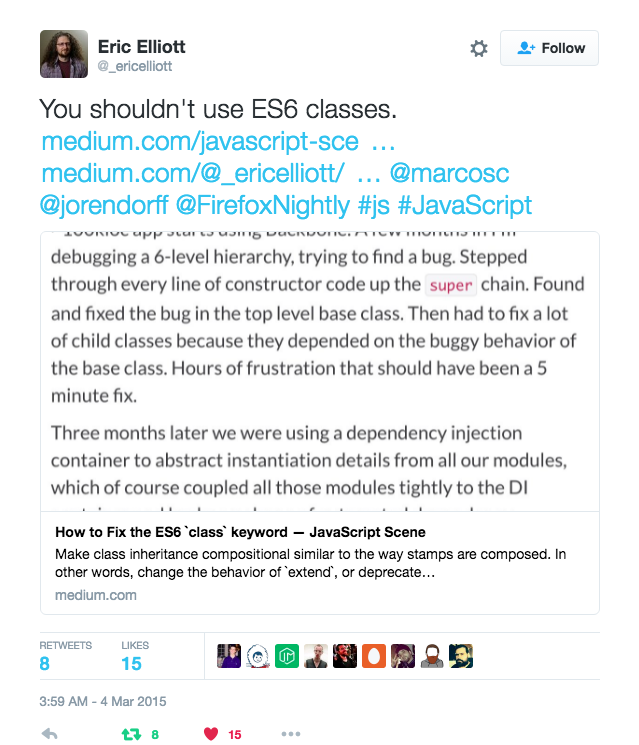 Eric Elliott
@_ericelliott
Follow
You shouldn't use ES6 classes.
medium.com/javascript-sce …
medium.com/@_ericelliott/ … @marcosc
@jorendorff @FirefoxNightly #js #JavaScript
100kloc app starts using Backbone. A few months in I'm
debugging a 6-level hierarchy, trying to find a bug. Stepped
through every line of constructor code up the super chain. Found
and fixed the bug in the top level base class. Then had to fix a lot
of child classes because they depended on the buggy behavior of
the base class. Hours of frustration that should have been a 5
minute fix.
Three months later we were using a dependency injection
container to abstract instantiation details from all our modules,
which of course coupled all those modules tightly to the DI
How to Fix the ES6 `class` keyword — JavaScript Scene
Make class inheritance compositional similar to the way stamps are composed. In
other words, change the behavior of `extend`, or deprecate…
medium.com
RETWEETS LIKES
8 15
3:59 AM - 4 Mar 2015
8 15